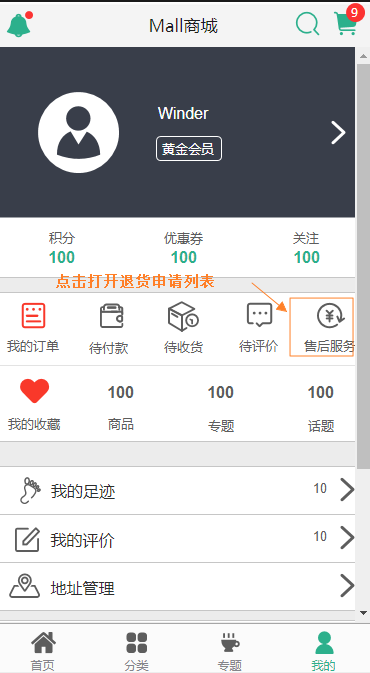 Mall商城
9
Winder
黄金会员
积分 优惠券 关注
100 100 100
点击打开退货申请列表
我的订单 待付款 待收货 待评价 售后服务
100 100 100
我的收藏 商品 专题 话题
我的足迹 10
我的评价 10
地址管理
首页 分类 专题 我的